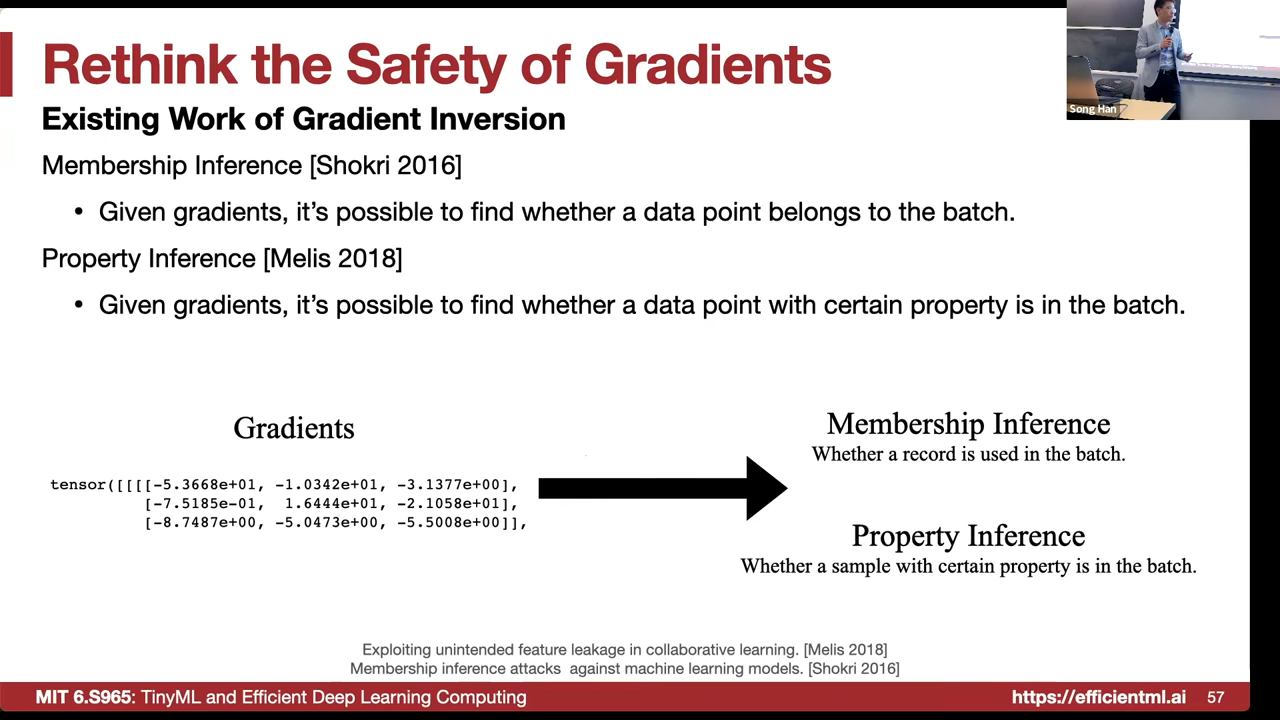 Rethink the Safety of Gradients
Song Han
Existing Work of Gradient Inversion
Membership Inference [Shokri 2016]
• Given gradients, it's possible to find whether a data point belongs to the batch.
Property Inference [Melis 2018]
• Given gradients, it's possible to find whether a data point with certain property is in the batch.
Gradients
tensor([[[[-5.3668e+01, -1.0342e+01, -3.1377e+00],
[-7.5185e-01, 1.6444e+01, -2.1058e+01],
[-8.7487e+00, -5.0473e+00, -5.5008e+00]],
Membership Inference
Whether a record is used in the batch.
Property Inference
Whether a sample with certain property is in the batch.
Exploiting unintended feature leakage in collaborative learning. [Melis 2018]
Membership inference attacks against machine learning models. [Shokri 2016]
MIT 6.S965: TinyML and Efficient Deep Learning Computing
https://efficientml.ai 57